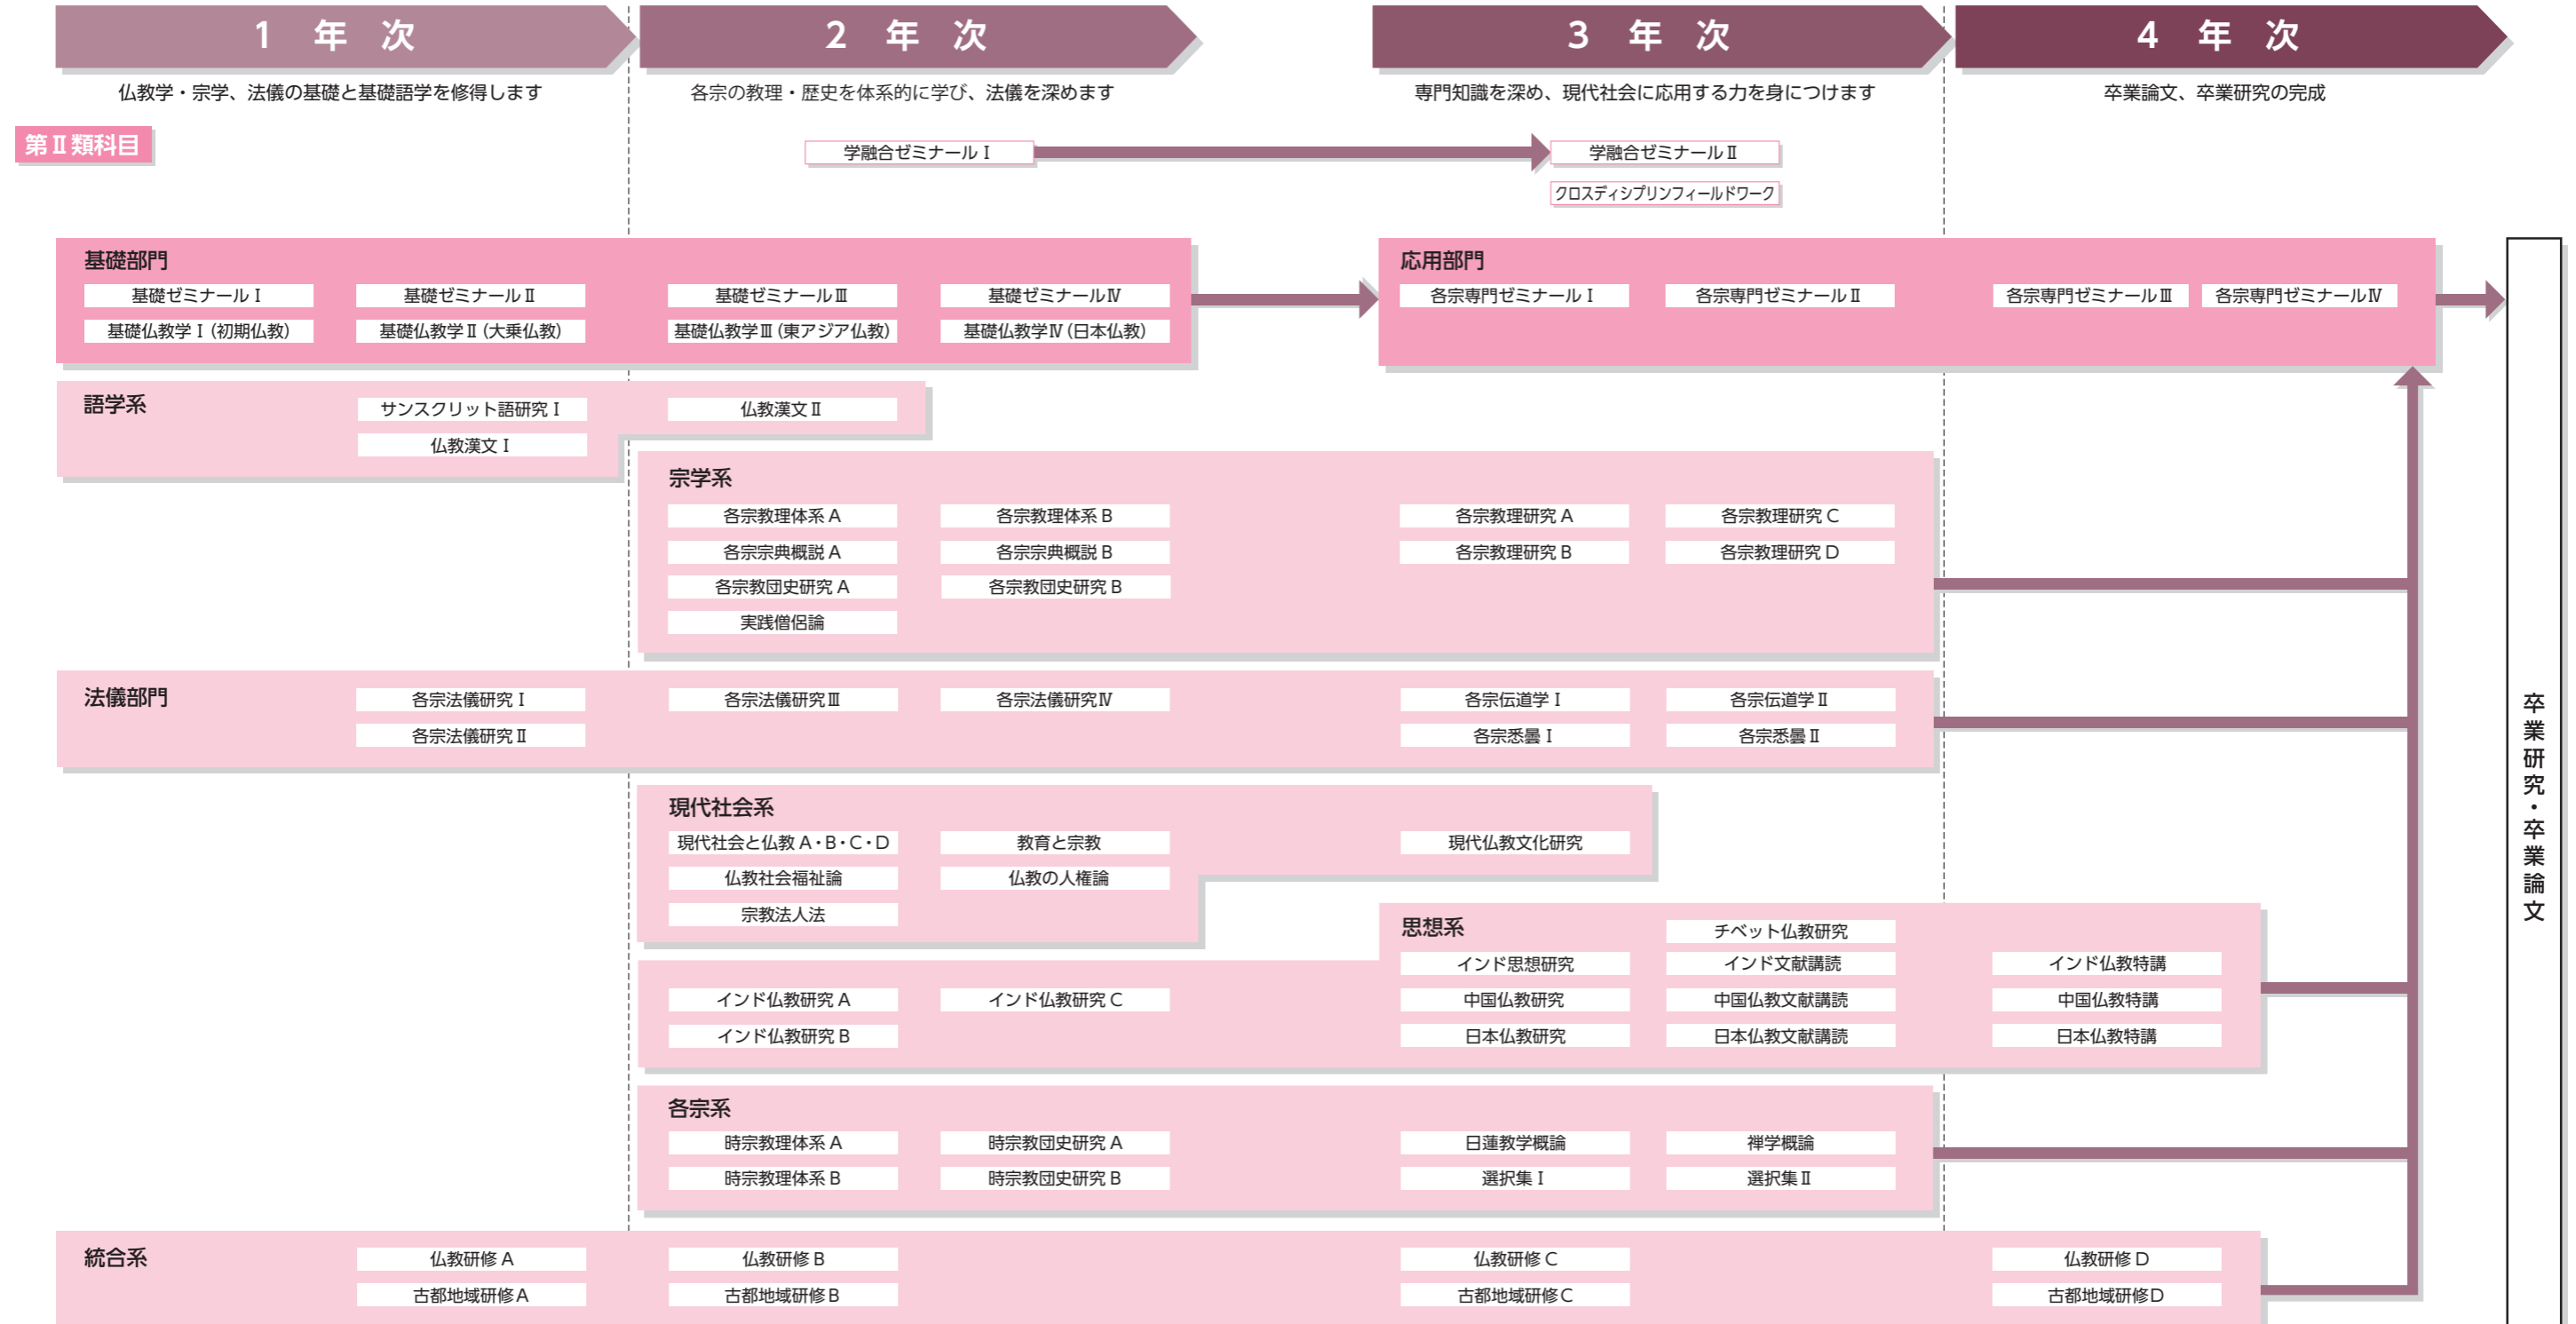 1 年 次
2 年 次
3 年 次
4 年 次
仏教学・宗学、法儀の基礎と基礎語学を修得します
各宗の教理・歴史を体系的に学び、法儀を深めます
専門知識を深め、現代社会に応用する力を身につけます
卒業論文、卒業研究の完成
第Ⅱ類科目
学融合ゼミナールⅠ
学融合ゼミナールⅡ
クロスディシプリンフィールドワーク
基礎部門
基礎ゼミナールⅠ
基礎ゼミナールⅡ
基礎ゼミナールⅢ
基礎ゼミナールⅣ
基礎仏教学Ⅰ(初期仏教)
基礎仏教学Ⅱ(大乗仏教)
基礎仏教学Ⅲ(東アジア仏教)
基礎仏教学Ⅳ(日本仏教)
応用部門
各宗専門ゼミナールⅠ
各宗専門ゼミナールⅡ
各宗専門ゼミナールⅢ
各宗専門ゼミナールⅣ
語学系
サンスクリット語研究Ⅰ
仏教漢文Ⅱ
仏教漢文Ⅰ
宗学系
各宗教理体系 A
各宗教理体系 B
各宗教理研究 A
各宗教理研究 C
各宗宗典概説 A
各宗宗典概説 B
各宗教理研究 B
各宗教理研究 D
各宗教団史研究 A
各宗教団史研究 B
実践僧侶論
法儀部門
各宗法儀研究Ⅰ
各宗法儀研究Ⅲ
各宗法儀研究Ⅳ
各宗伝道学Ⅰ
各宗伝道学Ⅱ
各宗法儀研究Ⅱ
各宗悉曇Ⅰ
各宗悉曇Ⅱ
現代社会系
現代社会と仏教 A・B・C・D
教育と宗教
現代仏教文化研究
仏教社会福祉論
仏教の人権論
宗教法人法
思想系
チベット仏教研究
インド思想研究
インド文献講読
インド仏教特講
インド仏教研究 A
インド仏教研究 C
中国仏教研究
中国仏教文献講読
中国仏教特講
インド仏教研究 B
日本仏教研究
日本仏教文献講読
日本仏教特講
各宗系
時宗教理体系 A
時宗教団史研究 A
日蓮教学概論
禅学概論
時宗教理体系 B
時宗教団史研究 B
選択集Ⅰ
選択集Ⅱ
統合系
仏教研修 A
仏教研修 B
仏教研修 C
仏教研修 D
古都地域研修A
古都地域研修B
古都地域研修C
古都地域研修D
卒業研究・卒業論文